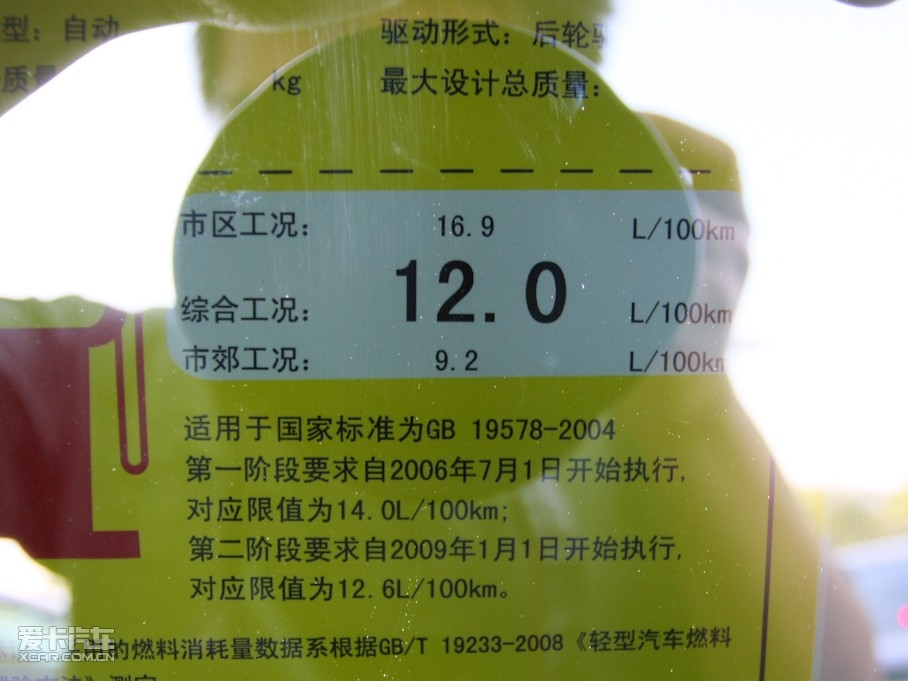 型: 自动
驱动形式: 后轮
质量
kg
最大设计总质量:
市区工况: 16.9 L/100km
综合工况: 12.0 L/100km
市郊工况: 9.2 L/100km
适用于国家标准为GB 19578-2004
第一阶段要求自2006年7月1日开始执行,
对应限值为14.0L/100km;
第二阶段要求自2009年1月1日开始执行,
对应限值为12.6L/100km。
的燃料消耗量数据系根据GB/T 19233-2008《轻型汽车燃料
爱卡汽车
XCAR.COM.CN